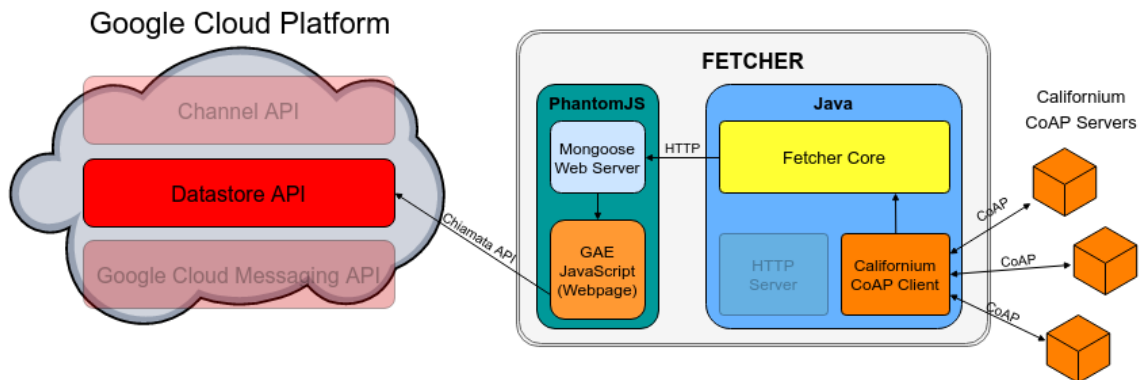 Google Cloud Platform
Channel API
Datastore API
Google Cloud Messaging API
Chiamata API
FETCHER
PhantomJS
Mongoose
Web Server
GAE
JavaScript
(Webpage)
HTTP
Java
Fetcher Core
HTTP
Server
Californium
CoAP Client
Californium
CoAP Servers
CoAP
CoAP
CoAP